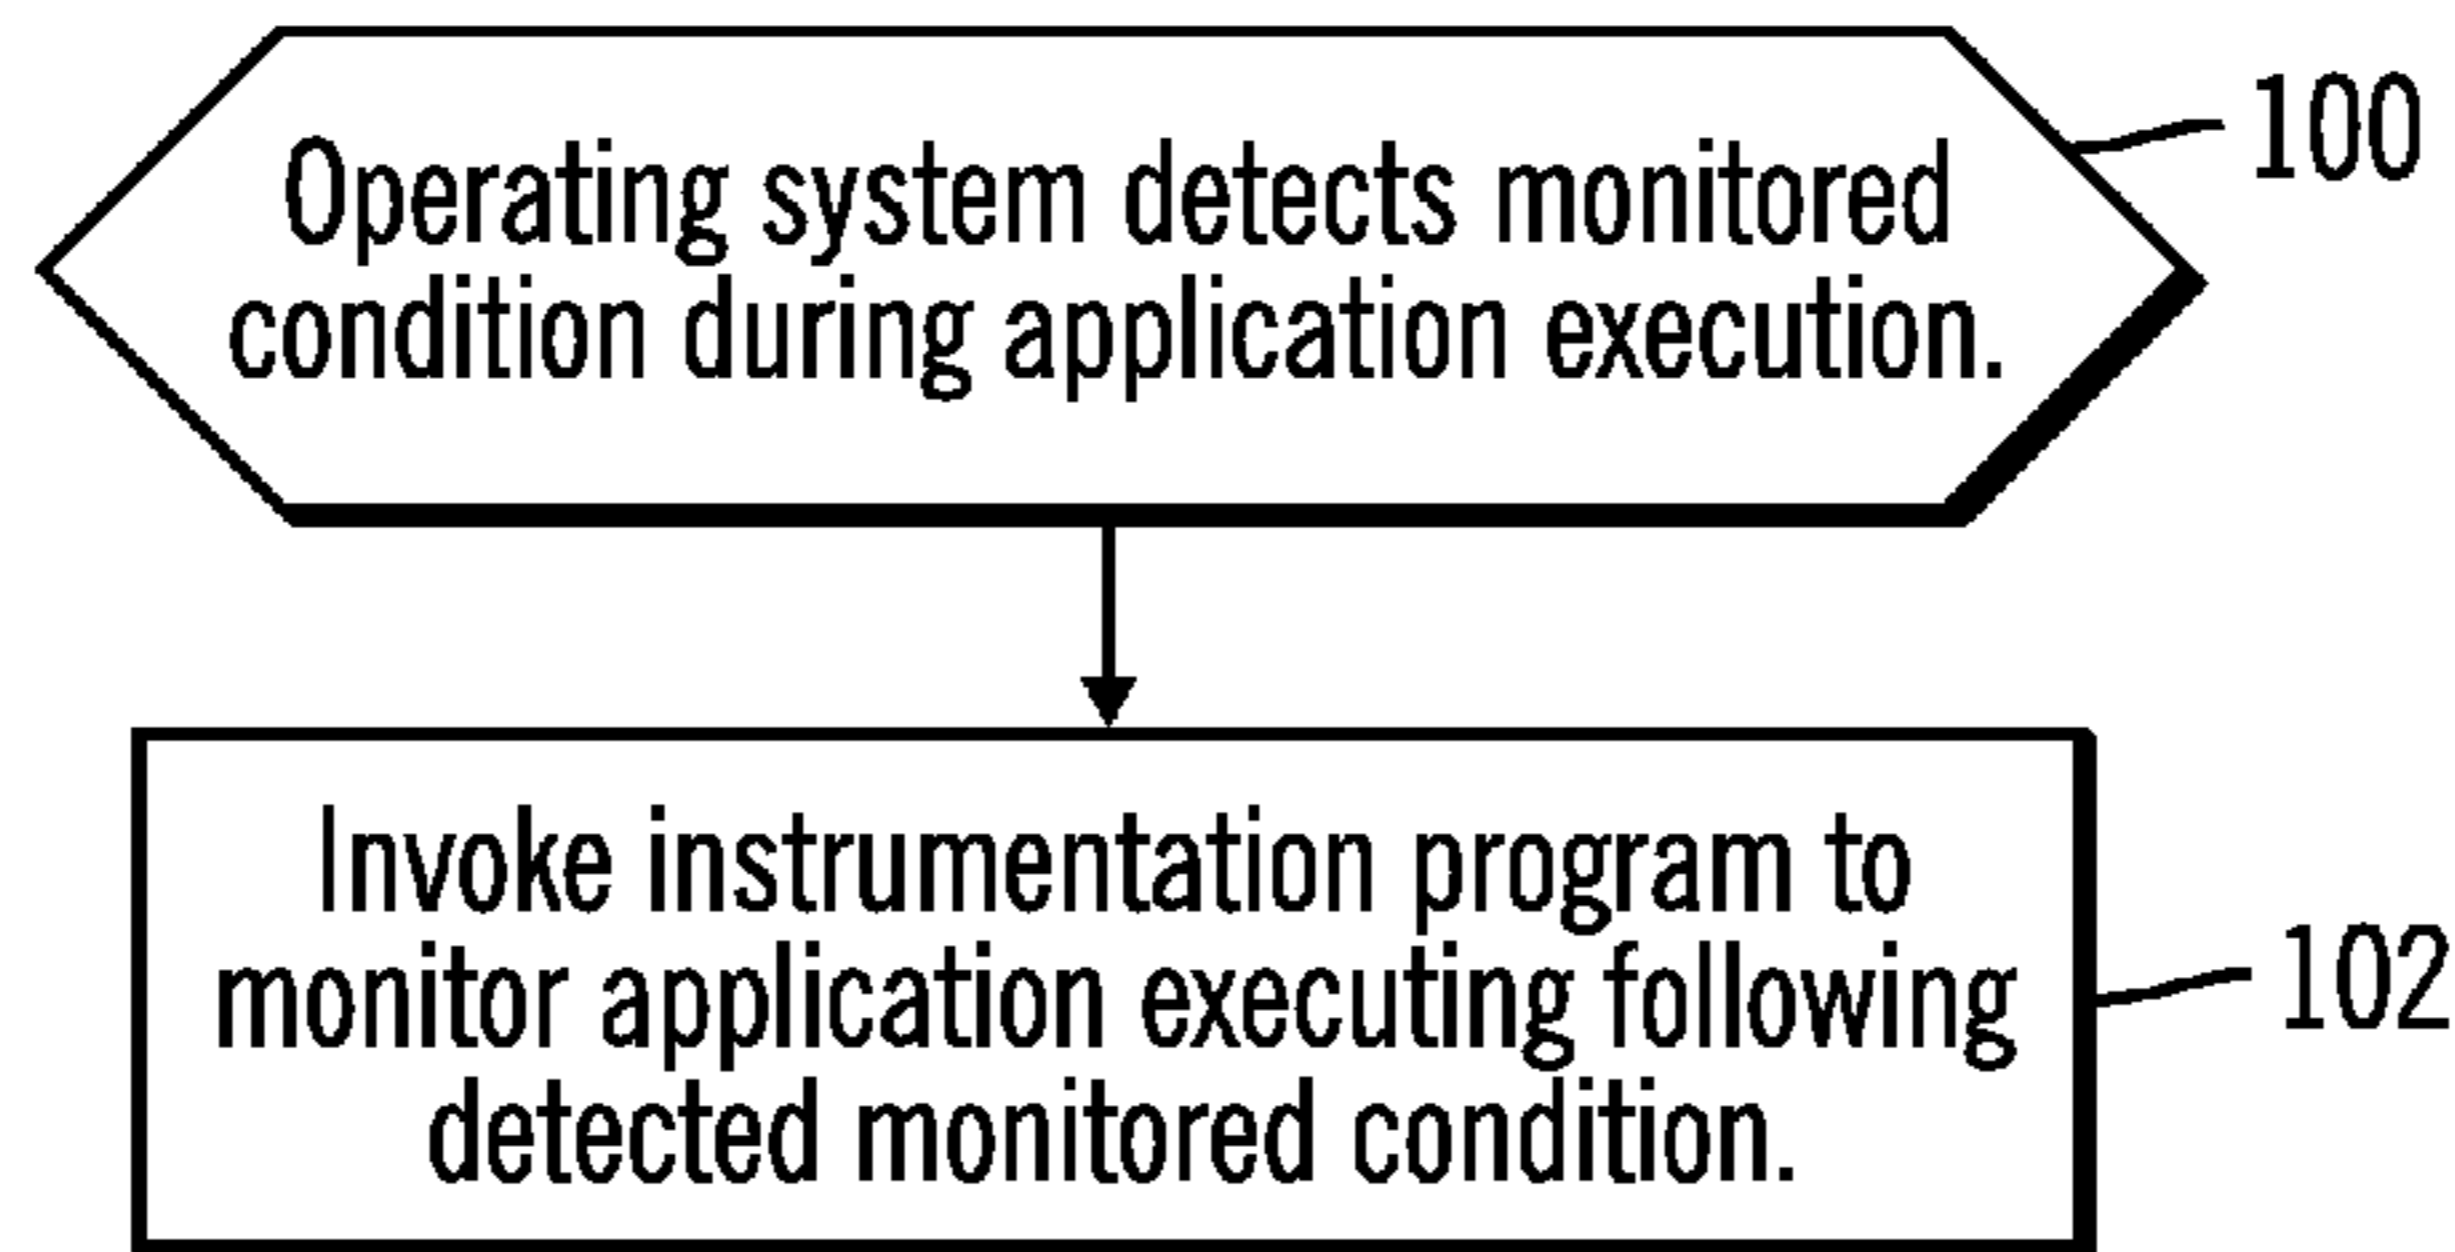 Operating system detects monitored
condition during application execution.
100
Invoke instrumentation program to
monitor application executing following
detected monitored condition.
102